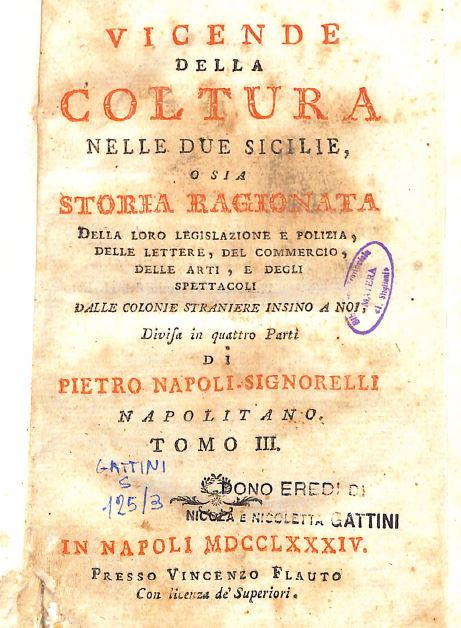 VICENDE
DELLA
COLTURA
NELLE DUE SICILIE,
O SIA
STORIA RAGIONATA
DELLA LORO LEGISLAZIONE E POLIZIA,
DELLE LETTERE, DEL COMMERCIO,
DELLE ARTI, E DEGLI
SPETTACOLI
DALLE COLONIE STRANIERE INSINO A NOI.
MATERA
Diviſa in quattro Parti
DI
PIETRO NAPOLI-SIGNORELLI
NAPOLITANO.
TOMO III.
GATTINI
S
125/3
DONO EREDI DI
NICOLA E NICOLETTA GATTINI
IN NAPOLI MDCCLXXXIV.
PRESSO VINCENZO FLAUTO
Con licenza de' Superiori.